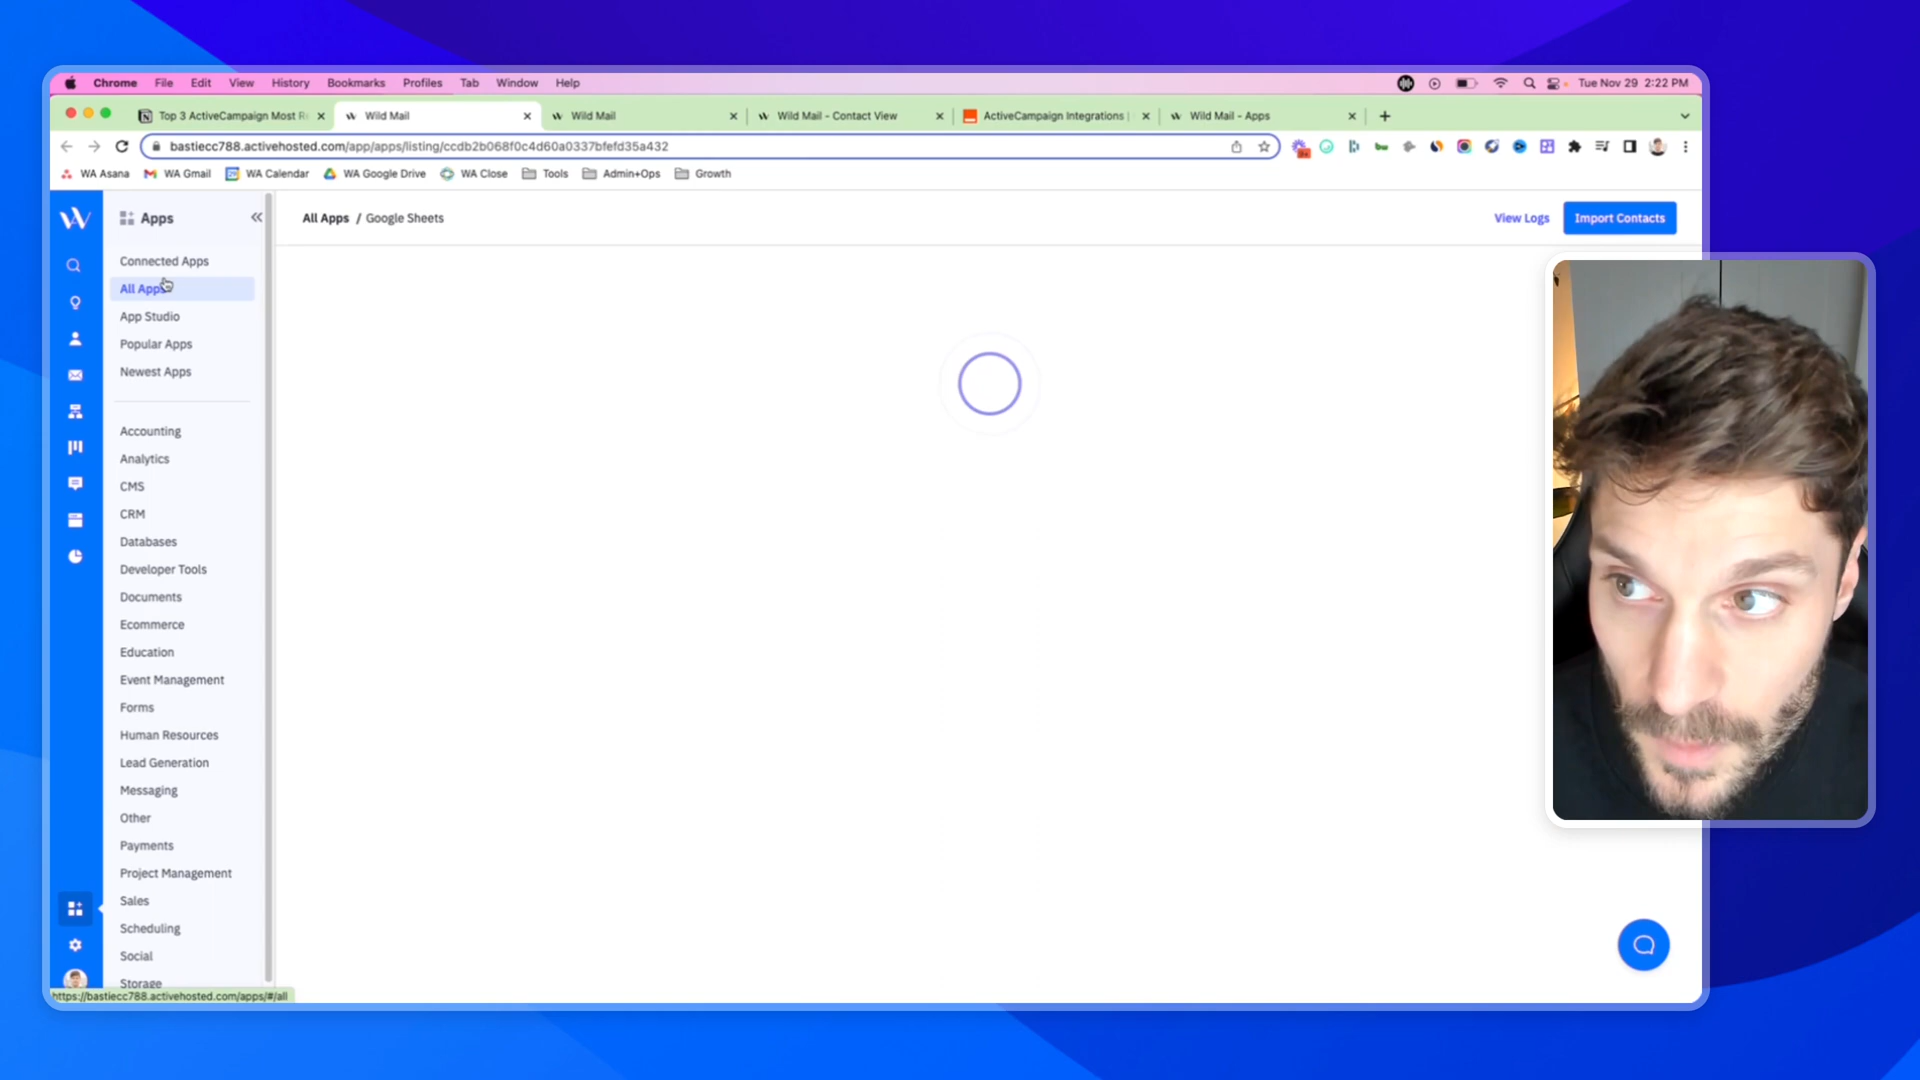 Chrome File Edit View History Bookmarks Profiles Tab Window Help Tue Nov 29 2:22 PM
Top 3 ActiveCampaign Most R Wild Mail Wild Mail Wild Mail - Contact View ActiveCampaign Integrations | Wild Mail - Apps
bastiecc788.activehosted.com/app/apps/listing/ccdb2b068f0c4d60a0337bfefd35a432
WA Asana WA Gmail WA Calendar WA Google Drive WA Close Tools Admin+Ops Growth
Apps
All Apps / Google Sheets
View Logs Import Contacts
Connected Apps
All Apps
App Studio
Popular Apps
Newest Apps
Accounting
Analytics
CMS
CRM
Databases
Developer Tools
Documents
Ecommerce
Education
Event Management
Forms
Human Resources
Lead Generation
Messaging
Other
Payments
Project Management
Sales
Scheduling
Social
Storage
https://bastiecc788.activehosted.com/apps/#/all